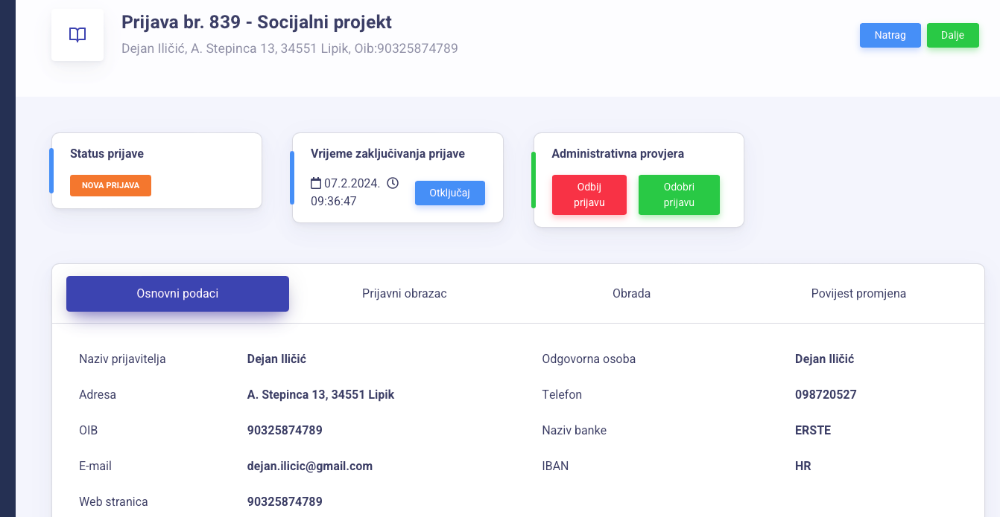 Prijava br. 839 - Socijalni projekt
Dejan Iličić, A. Stepinca 13, 34551 Lipik, Oib:90325874789
Natrag
Dalje
Status prijave
NOVA PRIJAVA
Vrijeme zaključivanja prijave
07.2.2024.
09:36:47
Otključaj
Administrativna provjera
Odbij
prijavu
Odobri
prijavu
Osnovni podaci
Prijavni obrazac
Obrada
Povijest promjena
Naziv prijavitelja
Dejan Iličić
Odgovorna osoba
Dejan Iličić
Adresa
A. Stepinca 13, 34551 Lipik
Telefon
098720527
OIB
90325874789
Naziv banke
ERSTE
E-mail
dejan.ilicic@gmail.com
IBAN
HR
Web stranica
90325874789